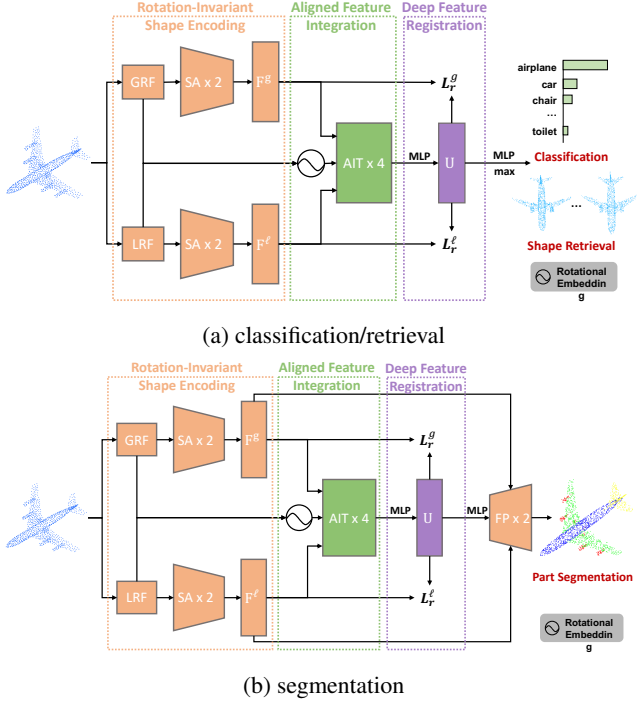 Rotation-Invariant
Shape Encoding
Aligned Feature
Integration
Deep Feature
Registration
GRF
SA x 2
F^g
L_r^g
AIT x 4
MLP
U
MLP
max
LRF
SA x 2
F^ℓ
L_r^ℓ
airplane
car
chair
...
toilet
Classification
...
Shape Retrieval
Rotational
Embeddin
g
(a) classification/retrieval
Rotation-Invariant
Shape Encoding
Aligned Feature
Integration
Deep Feature
Registration
GRF
SA x 2
F^g
L_r^g
AIT x 4
MLP
U
MLP
FP x 2
LRF
SA x 2
F^ℓ
L_r^ℓ
Part Segmentation
Rotational
Embeddin
g
(b) segmentation